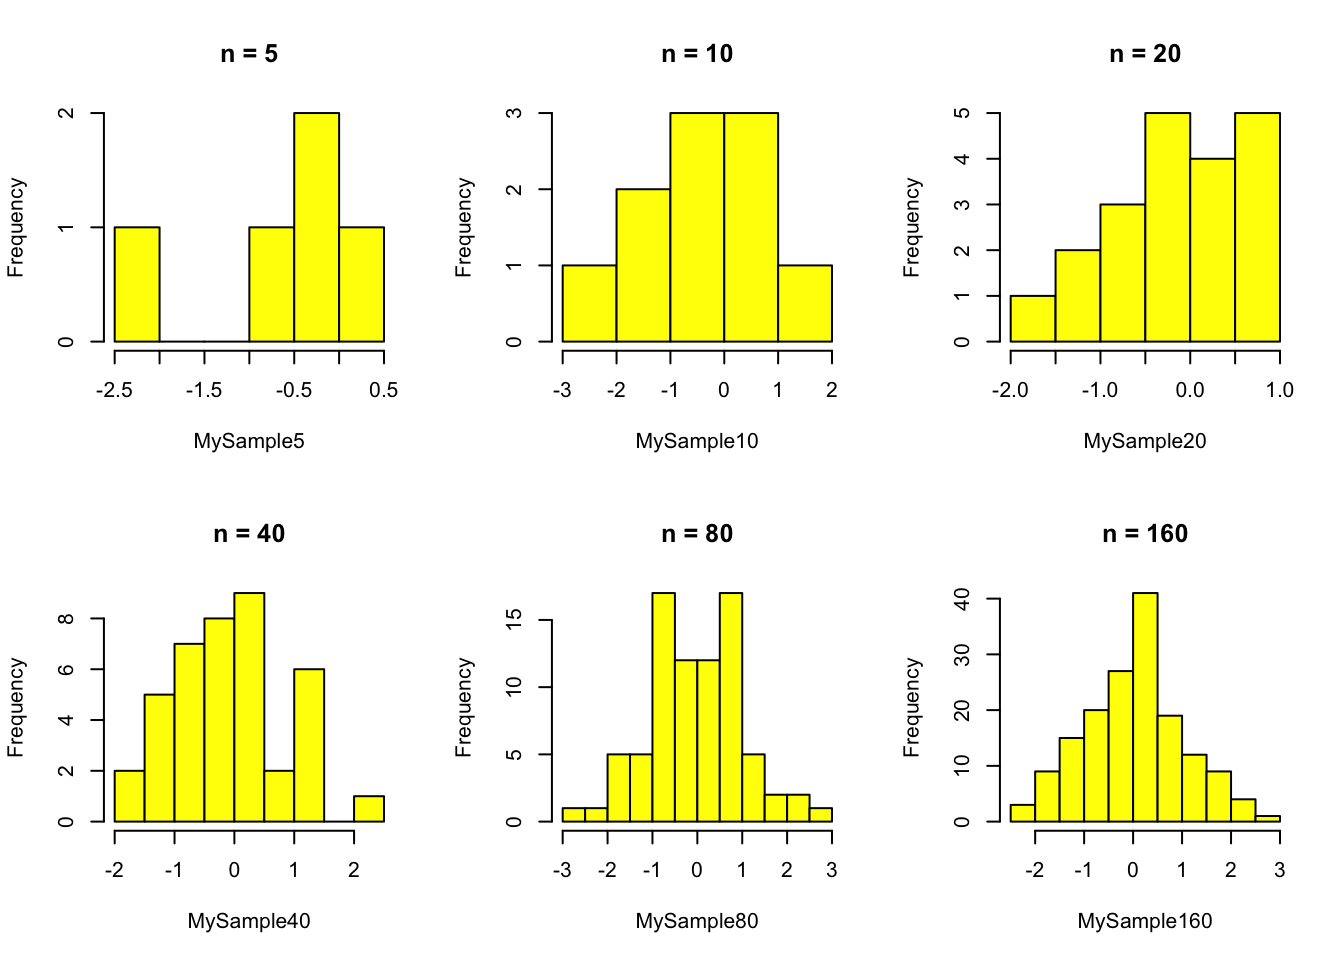 n = 5
Frequency
2
1
0
-2.5 -1.5 -0.5 0.5
MySample5
n = 10
Frequency
3
2
1
0
-3 -2 -1 0 1 2
MySample10
n = 20
Frequency
5
4
3
2
1
0
-2.0 -1.0 0.0 1.0
MySample20
n = 40
Frequency
8
6
4
2
0
-2 -1 0 1 2
MySample40
n = 80
Frequency
15
10
5
0
-3 -2 -1 0 1 2 3
MySample80
n = 160
Frequency
40
30
20
10
0
-2 -1 0 1 2 3
MySample160